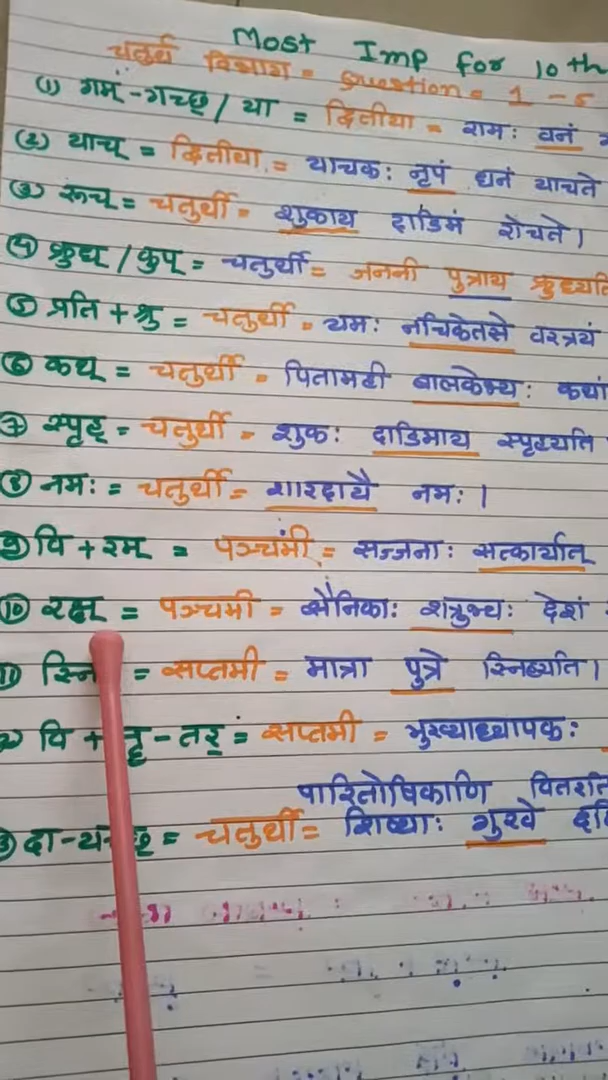 Most Imp for 10th
चतुर्थ विभाग = Question = 1 - 5
(1) गम् - गच्छ् / या = द्वितीया = रामः वनं
(2) याच् = द्वितीया = याचकः नृपं धनं याचते
(3) रूच् = चतुर्थी = शुकाय दाडिमं रोचते।
(4) क्रुध् / कुप् = चतुर्थी = जननी पुत्राय क्रुध्यति
(5) प्रति + श्रु = चतुर्थी = यमः नचिकेतसे वरत्रयं
(6) कथ् = चतुर्थी = पितामही बालकेभ्यः कथां
(7) स्पृह् = चतुर्थी = शुकः दाडिमाय स्पृहयति
(8) नमः = चतुर्थी = शारदायै नमः।
(9) वि + रम् = पञ्चंमी = सज्जनाः सत्कार्यात्
(10) रक्ष् = पञ्चमी = सैनिकाः शत्रुभ्यः देशं
11) = सप्तमी = मात्रा पुत्रे स्निह्यति।
2) वि + तृ - तर् = सप्तमी = मुख्याध्यापकः
पारितोषिकाणि वितरति
3) दा - = चतुर्थी = शिष्याः गुरवे